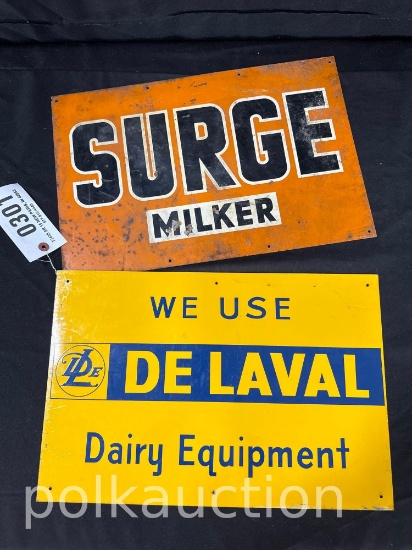 SURGE
MILKER
0301
WE USE
DLE DE LAVAL
Dairy Equipment
polkauction